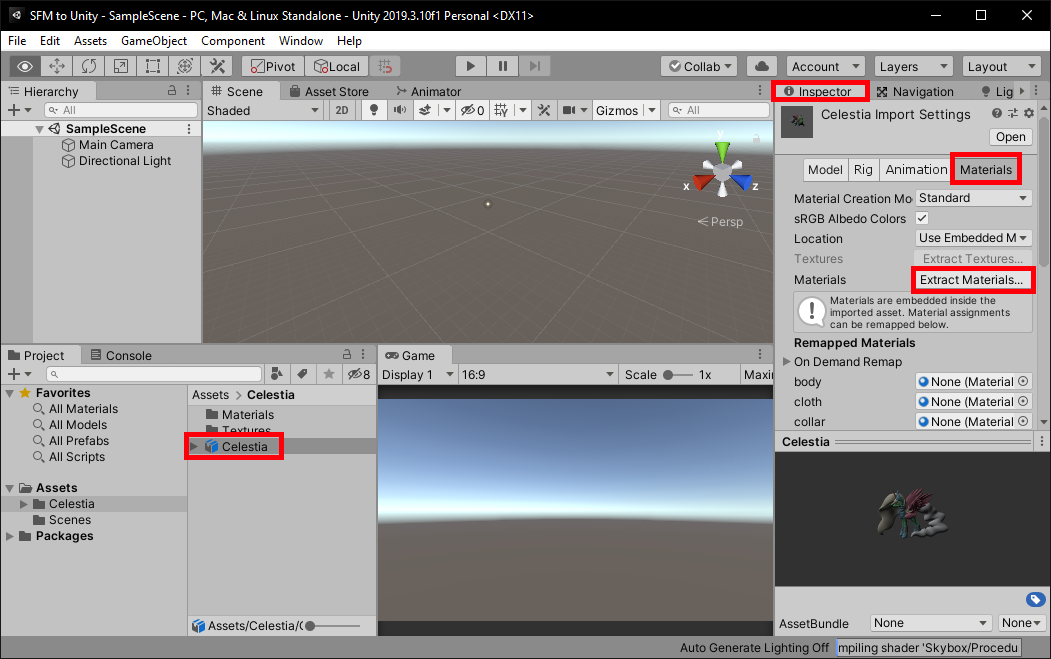 SFM to Unity - SampleScene - PC, Mac & Linux Standalone - Unity 2019.3.10f1 Personal <DX11>
File Edit Assets GameObject Component Window Help
Pivot Local Collab Account Layers Layout
Hierarchy
All
SampleScene
Main Camera
Directional Light
Scene Asset Store Animator
Shaded 2D 0 Gizmos All
y
x z
Persp
Inspector Navigation Lig
Celestia Import Settings
Open
Model Rig Animation Materials
Material Creation Mo Standard
sRGB Albedo Colors
Location Use Embedded M
Textures Extract Textures...
Materials Extract Materials...
Materials are embedded inside the
imported asset. Material assignments
can be remapped below.
Remapped Materials
On Demand Remap
body None (Material
cloth None (Material
collar None (Material
Project Console
8
Favorites
All Materials
All Models
All Prefabs
All Scripts
Assets
Celestia
Scenes
Packages
Assets > Celestia
Materials
Textures
Celestia
Assets/Celestia/C
Game
Display 1 16:9 Scale 1x Maxi
Celestia
AssetBundle None None
Auto Generate Lighting Off mpiling shader 'Skybox/Procedu